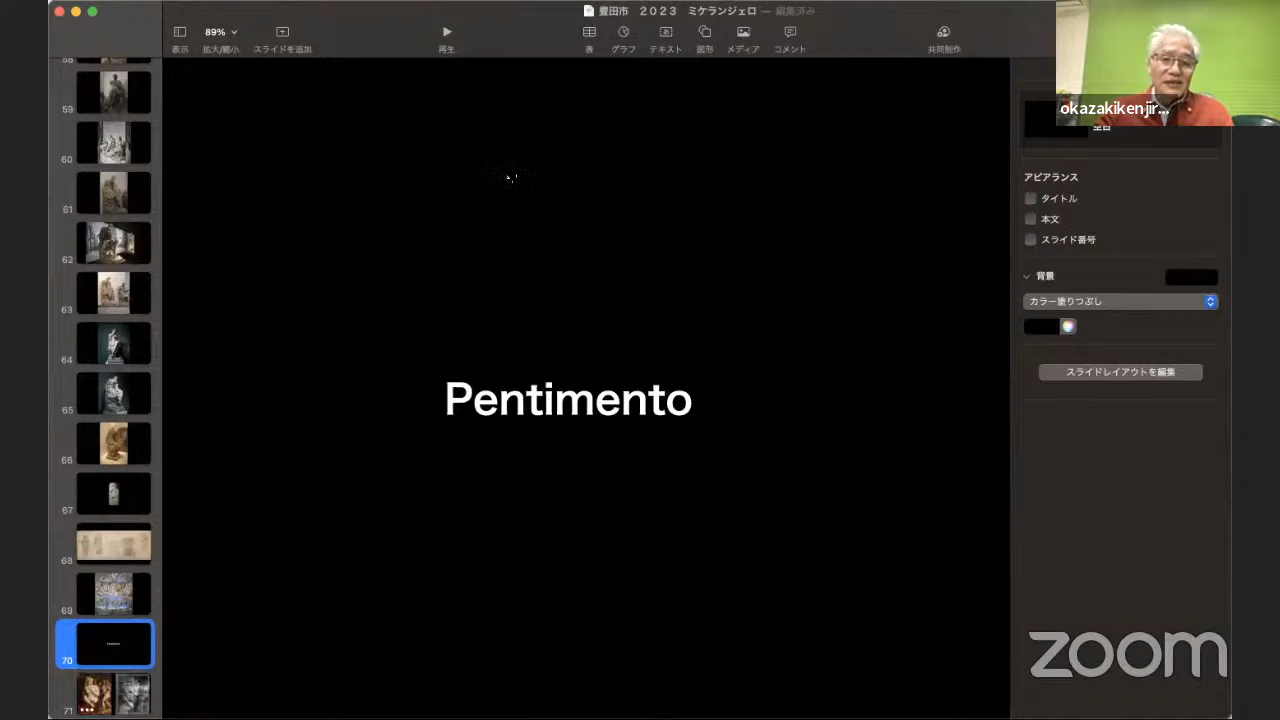 豊田市 2023 ミケランジェロ — 編集済み
89%
表示
拡大/縮小
スライドを追加
再生
表
グラフ
テキスト
図形
メディア
コメント
共同制作
okazakikenjir...
アピアランス
タイトル
本文
スライド番号
背景
カラー塗りつぶし
スライドレイアウトを編集
59
60
61
62
63
64
65
66
67
68
69
70
71
Pentimento
zoom